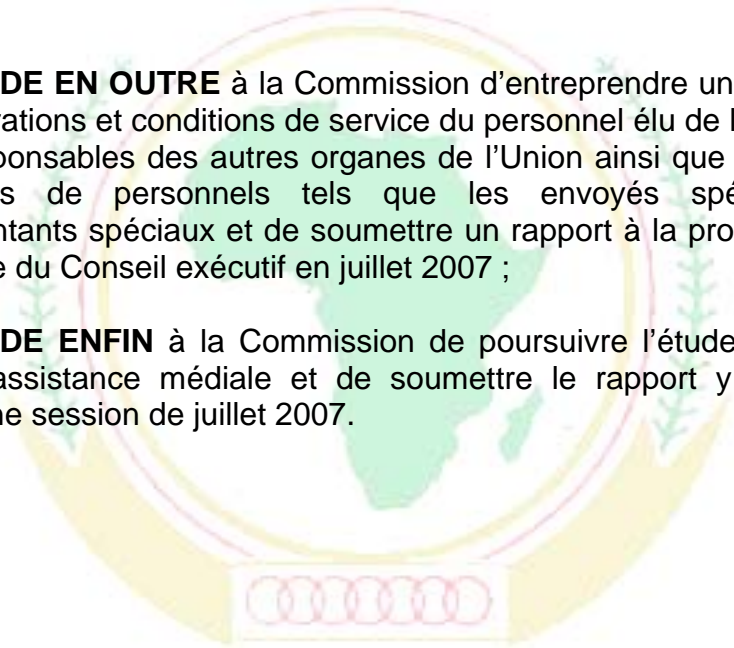 DE EN OUTRE à la Commission d’entreprendre un
rations et conditions de service du personnel élu de l
ponsables des autres organes de l’Union ainsi que
s de personnels tels que les envoyés spé
ntants spéciaux et de soumettre un rapport à la pro
e du Conseil exécutif en juillet 2007 ;
DE ENFIN à la Commission de poursuivre l’étude
assistance médiale et de soumettre le rapport y
ne session de juillet 2007.